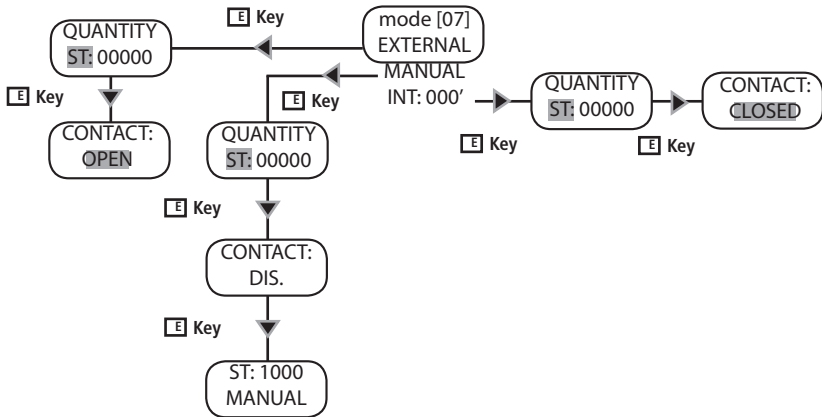 mode [07]
EXTERNAL
MANUAL
INT: 000’
E Key
QUANTITY
ST: 00000
E Key
CONTACT:
OPEN
E Key
QUANTITY
ST: 00000
E Key
CONTACT:
DIS.
E Key
ST: 1000
MANUAL
E Key
QUANTITY
ST: 00000
E Key
CONTACT:
CLOSED